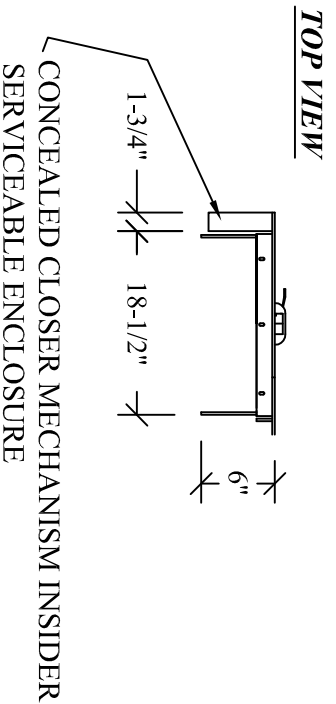 TOP VIEW
1-3/4"
18-1/2"
6"
CONCEALED CLOSER MECHANISM INSIDER
SERVICEABLE ENCLOSURE